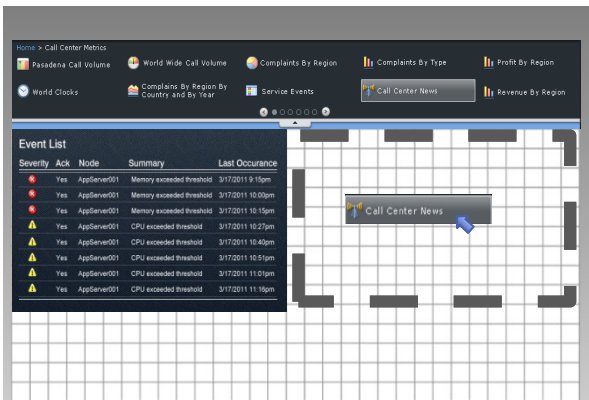 Home > Call Center Metrics
Pasadena Call Volume
World Wide Call Volume
Complaints By Region
Complaints By Type
Profit By Region
World Clocks
Complains By Region By
Country and By Year
Service Events
Call Center News
Revenue By Region
Event List
Severity Ack Node Summary Last Occurance
Yes AppServer001 Memory exceeded threshold 3/17/2011 9:15pm
Yes AppServer001 Memory exceeded threshold 3/17/2011 10:00pm
Yes AppServer001 Memory exceeded threshold 3/17/2011 10:15pm
Yes AppServer001 CPU exceeded threshold 3/17/2011 10:27pm
Yes AppServer001 CPU exceeded threshold 3/17/2011 10:40pm
Yes AppServer001 CPU exceeded threshold 3/17/2011 10:51pm
Yes AppServer001 CPU exceeded threshold 3/17/2011 11:01pm
Yes AppServer001 CPU exceeded threshold 3/17/2011 11:16pm
Call Center News